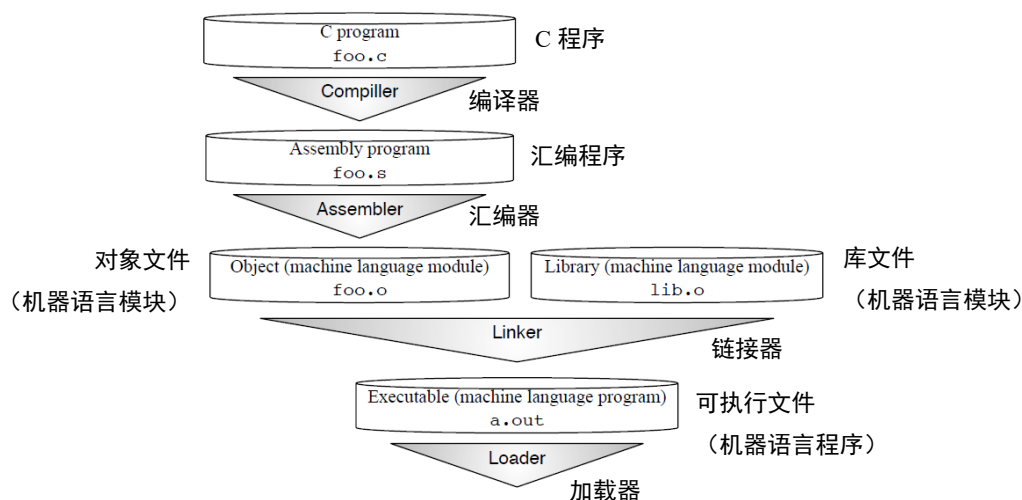 C program
foo.c
C 程序
Compiller
编译器
Assembly program
foo.s
汇编程序
Assembler
汇编器
对象文件
（机器语言模块）
Object (machine language module)
foo.o
Library (machine language module)
lib.o
库文件
（机器语言模块）
Linker
链接器
Executable (machine language program)
a.out
可执行文件
（机器语言程序）
Loader
加载器